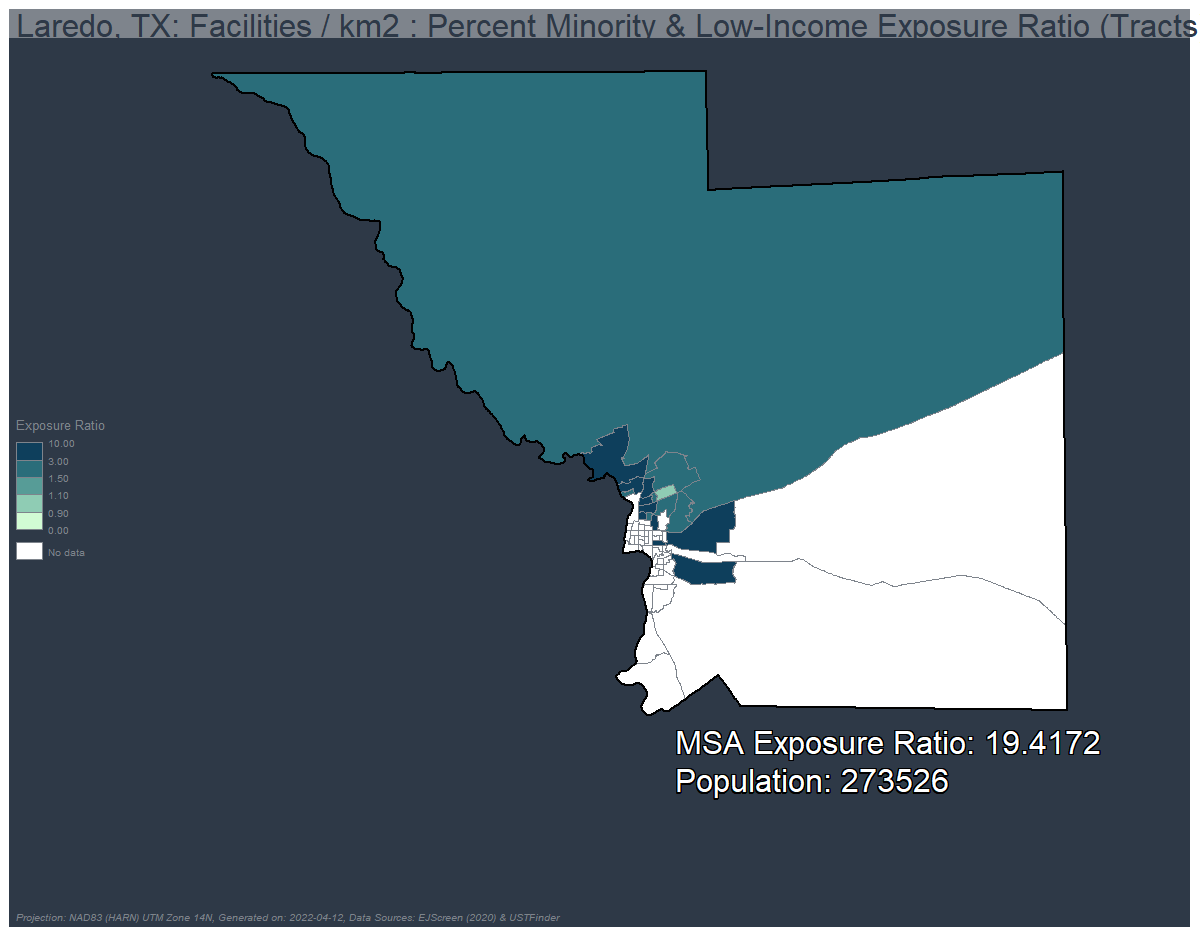 Laredo, TX: Facilities / km2 : Percent Minority & Low-Income Exposure Ratio (Tracts
Exposure Ratio
10.00
3.00
1.50
1.10
0.90
0.00
No data
MSA Exposure Ratio: 19.4172
Population: 273526
Projection: NAD83 (HARN) UTM Zone 14N, Generated on: 2022-04-12, Data Sources: EJScreen (2020) & USTFinder